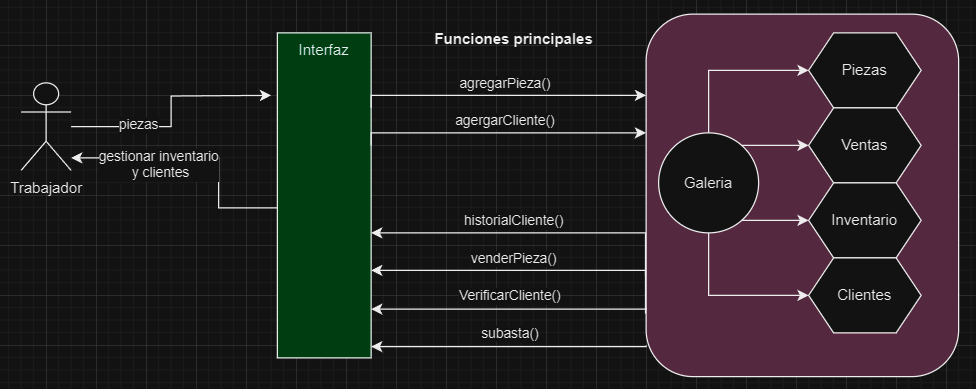 Funciones principales
Interfaz
Trabajador
piezas
gestionar inventario
y clientes
agregarPieza()
agergarCliente()
historialCliente()
venderPieza()
VerificarCliente()
subasta()
Galeria
Piezas
Ventas
Inventario
Clientes